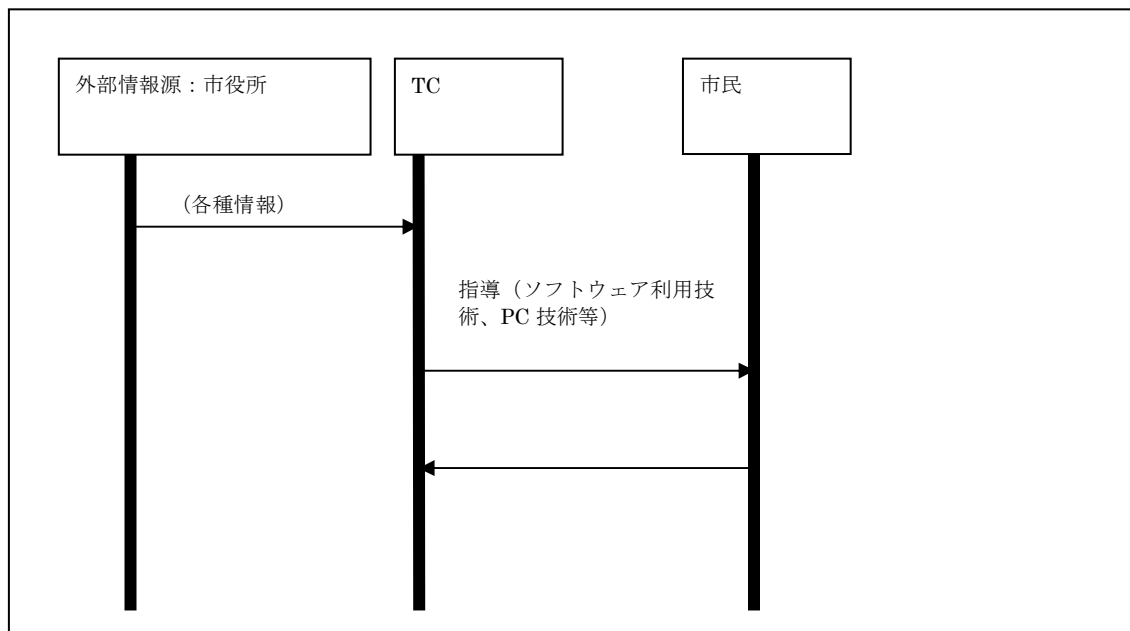 外部情報源：市役所
TC
市民
（各種情報）
指導（ソフトウェア利用技
術、PC 技術等）